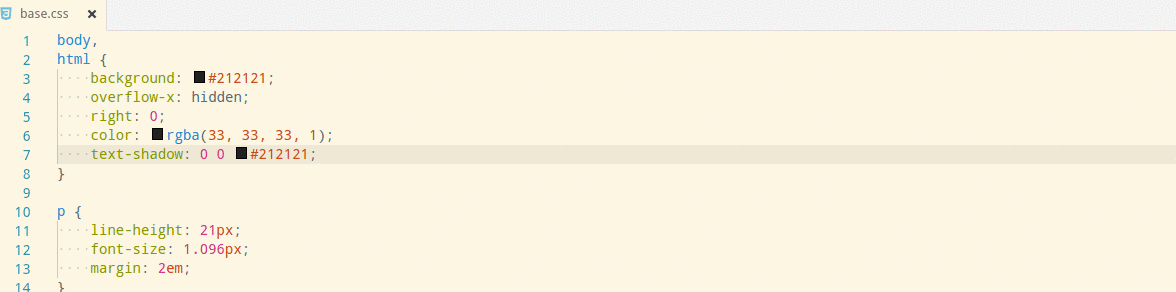 base.css ×
1 body,
2 html {
3 ····background: #212121;
4 ····overflow-x: hidden;
5 ····right: 0;
6 ····color: rgba(33, 33, 33, 1);
7 ····text-shadow: 0 0 #212121;
8 }
9
10 p {
11 ····line-height: 21px;
12 ····font-size: 1.096px;
13 ····margin: 2em;
14 }